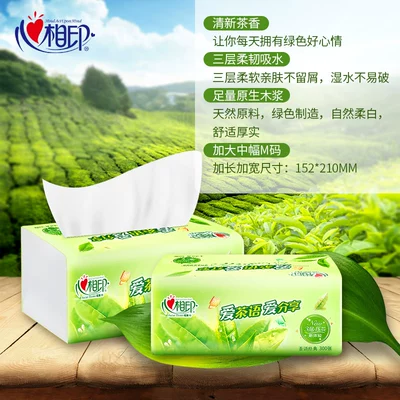 Mind Act Upon Mind
心相印
清新茶香
让你每天拥有绿色好心情
三层柔韧吸水
三层柔软亲肤不留屑，湿水不易破
足量原生木浆
天然原料，绿色制造，自然柔白，
舒适厚实
加大中幅M码
加长加宽尺寸：152*210MM
心相印
爱茶语爱分享